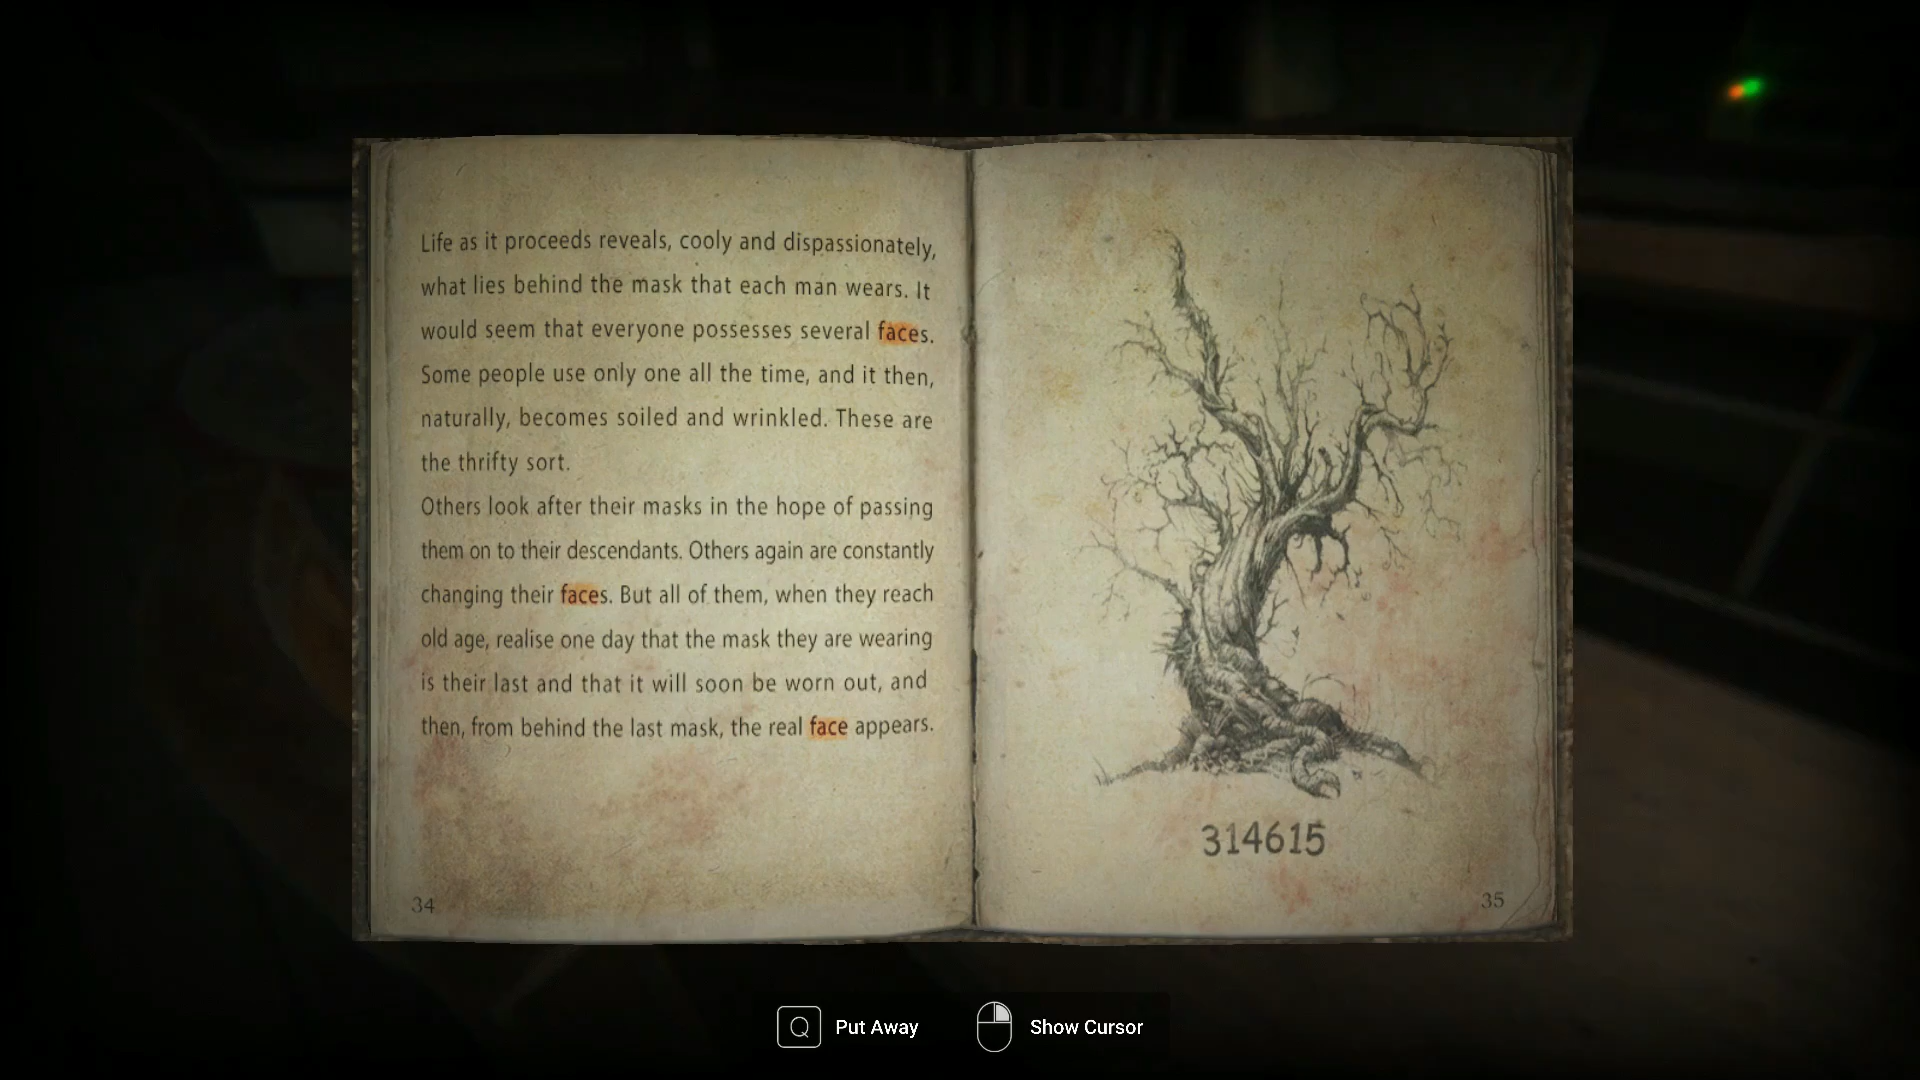 Life as it proceeds reveals, cooly and dispassionately,
what lies behind the mask that each man wears. It
would seem that everyone possesses several faces.
Some people use only one all the time, and it then,
naturally, becomes soiled and wrinkled. These are
the thrifty sort.
Others look after their masks in the hope of passing
them on to their descendants. Others again are constantly
changing their faces. But all of them, when they reach
old age, realise one day that the mask they are wearing
is their last and that it will soon be worn out, and
then, from behind the last mask, the real face appears.
34
314615
35
Q Put Away
Show Cursor